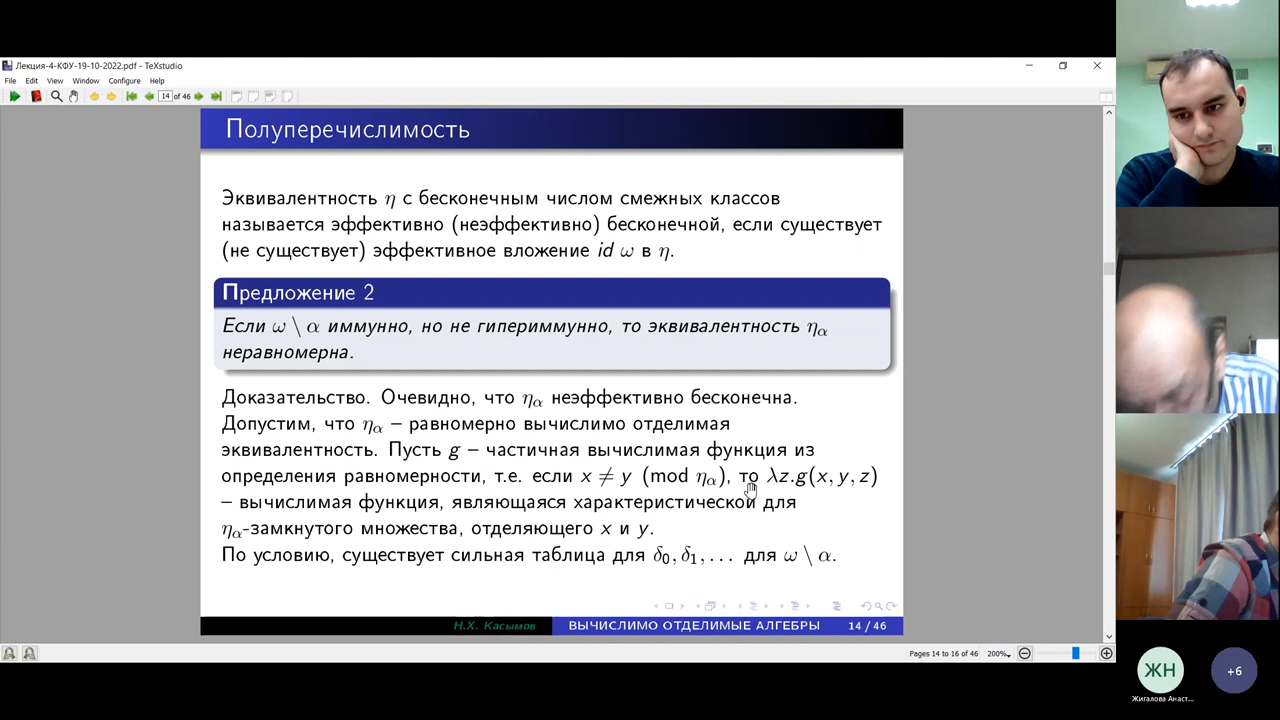 Лекция-4-КФУ-19-10-2022.pdf - TeXstudio
File Edit View Window Configure Help
14 of 46
Полуперечислимость
Эквивалентность η с бесконечным числом смежных классов
называется эффективно (неэффективно) бесконечной, если существует
(не существует) эффективное вложение id ω в η.
Предложение 2
Если ω \ α иммунно, но не гипериммунно, то эквивалентность ηα
неравномерна.
Доказательство. Очевидно, что ηα неэффективно бесконечна.
Допустим, что ηα – равномерно вычислимо отделимая
эквивалентность. Пусть g – частичная вычислимая функция из
определения равномерности, т.е. если x ≠ y (mod ηα), то λz.g(x, y, z)
– вычислимая функция, являющаяся характеристической для
ηα-замкнутого множества, отделяющего x и y.
По условию, существует сильная таблица для δ0, δ1, . . . для ω \ α.
Н.Х. Касымов ВЫЧИСЛИМО ОТДЕЛИМЫЕ АЛГЕБРЫ 14 / 46
Pages 14 to 16 of 46 200%
ЖН +6
Жигалова Анаст...